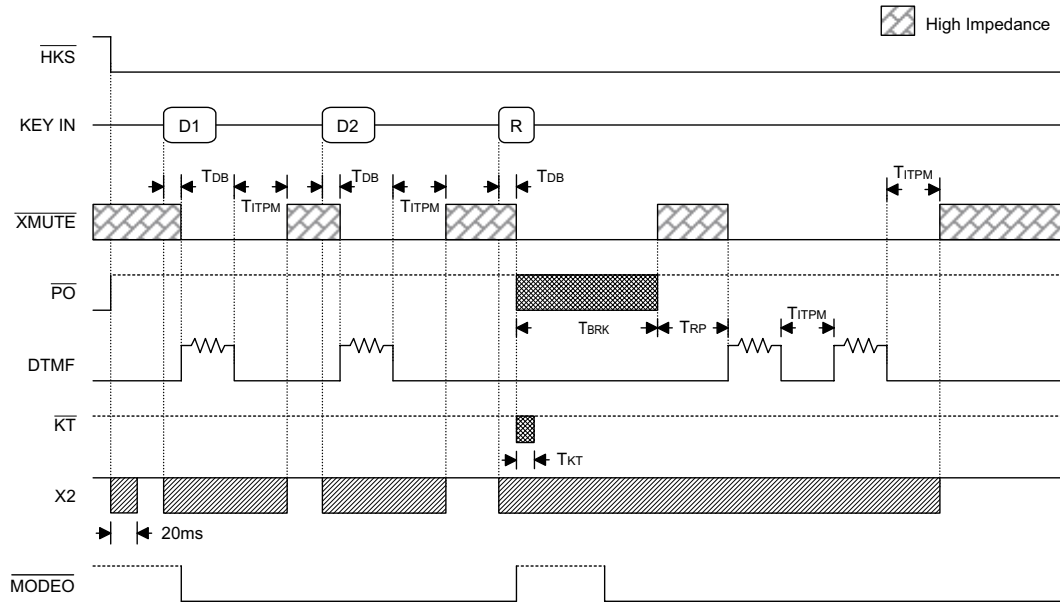 High Impedance
HKS
KEY IN
D1
D2
R
TDB
TDB
TDB
TITPM
TITPM
TITPM
XMUTE
PO
TBRK
TRP
TITPM
DTMF
KT
TKT
X2
20ms
MODEO